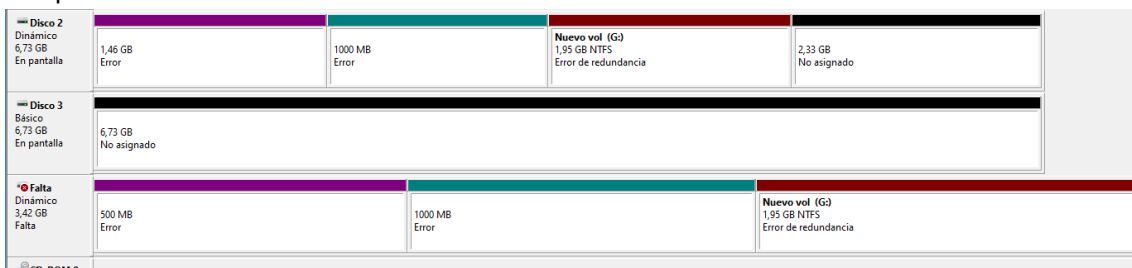 Disco 2
Dinámico
6,73 GB
En pantalla
1,46 GB
Error
1000 MB
Error
Nuevo vol (G:)
1,95 GB NTFS
Error de redundancia
2,33 GB
No asignado
Disco 3
Básico
6,73 GB
En pantalla
6,73 GB
No asignado
Falta
Dinámico
3,42 GB
Falta
500 MB
Error
1000 MB
Error
Nuevo vol (G:)
1,95 GB NTFS
Error de redundancia